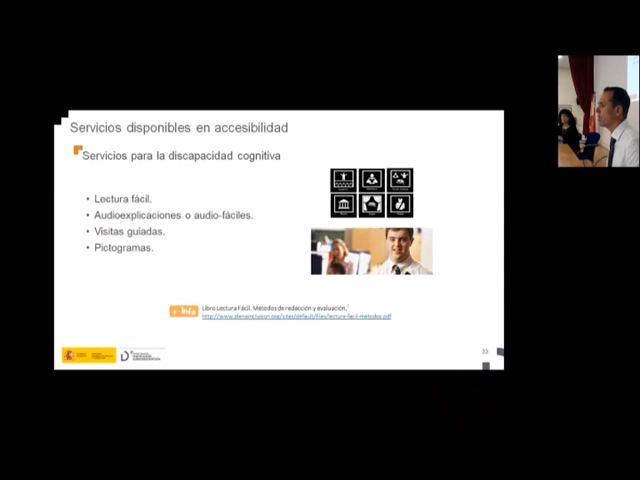 Servicios disponibles en accesibilidad
Servicios para la discapacidad cognitiva
• Lectura fácil.
• Audioexplicaciones o audio-fáciles.
• Visitas guiadas.
• Pictogramas.
+ Info
Libro Lectura Fácil. Métodos de redacción y evaluación.
http://www.plenainclusion.org/sites/default/files/lectura-facil-metodos.pdf
33